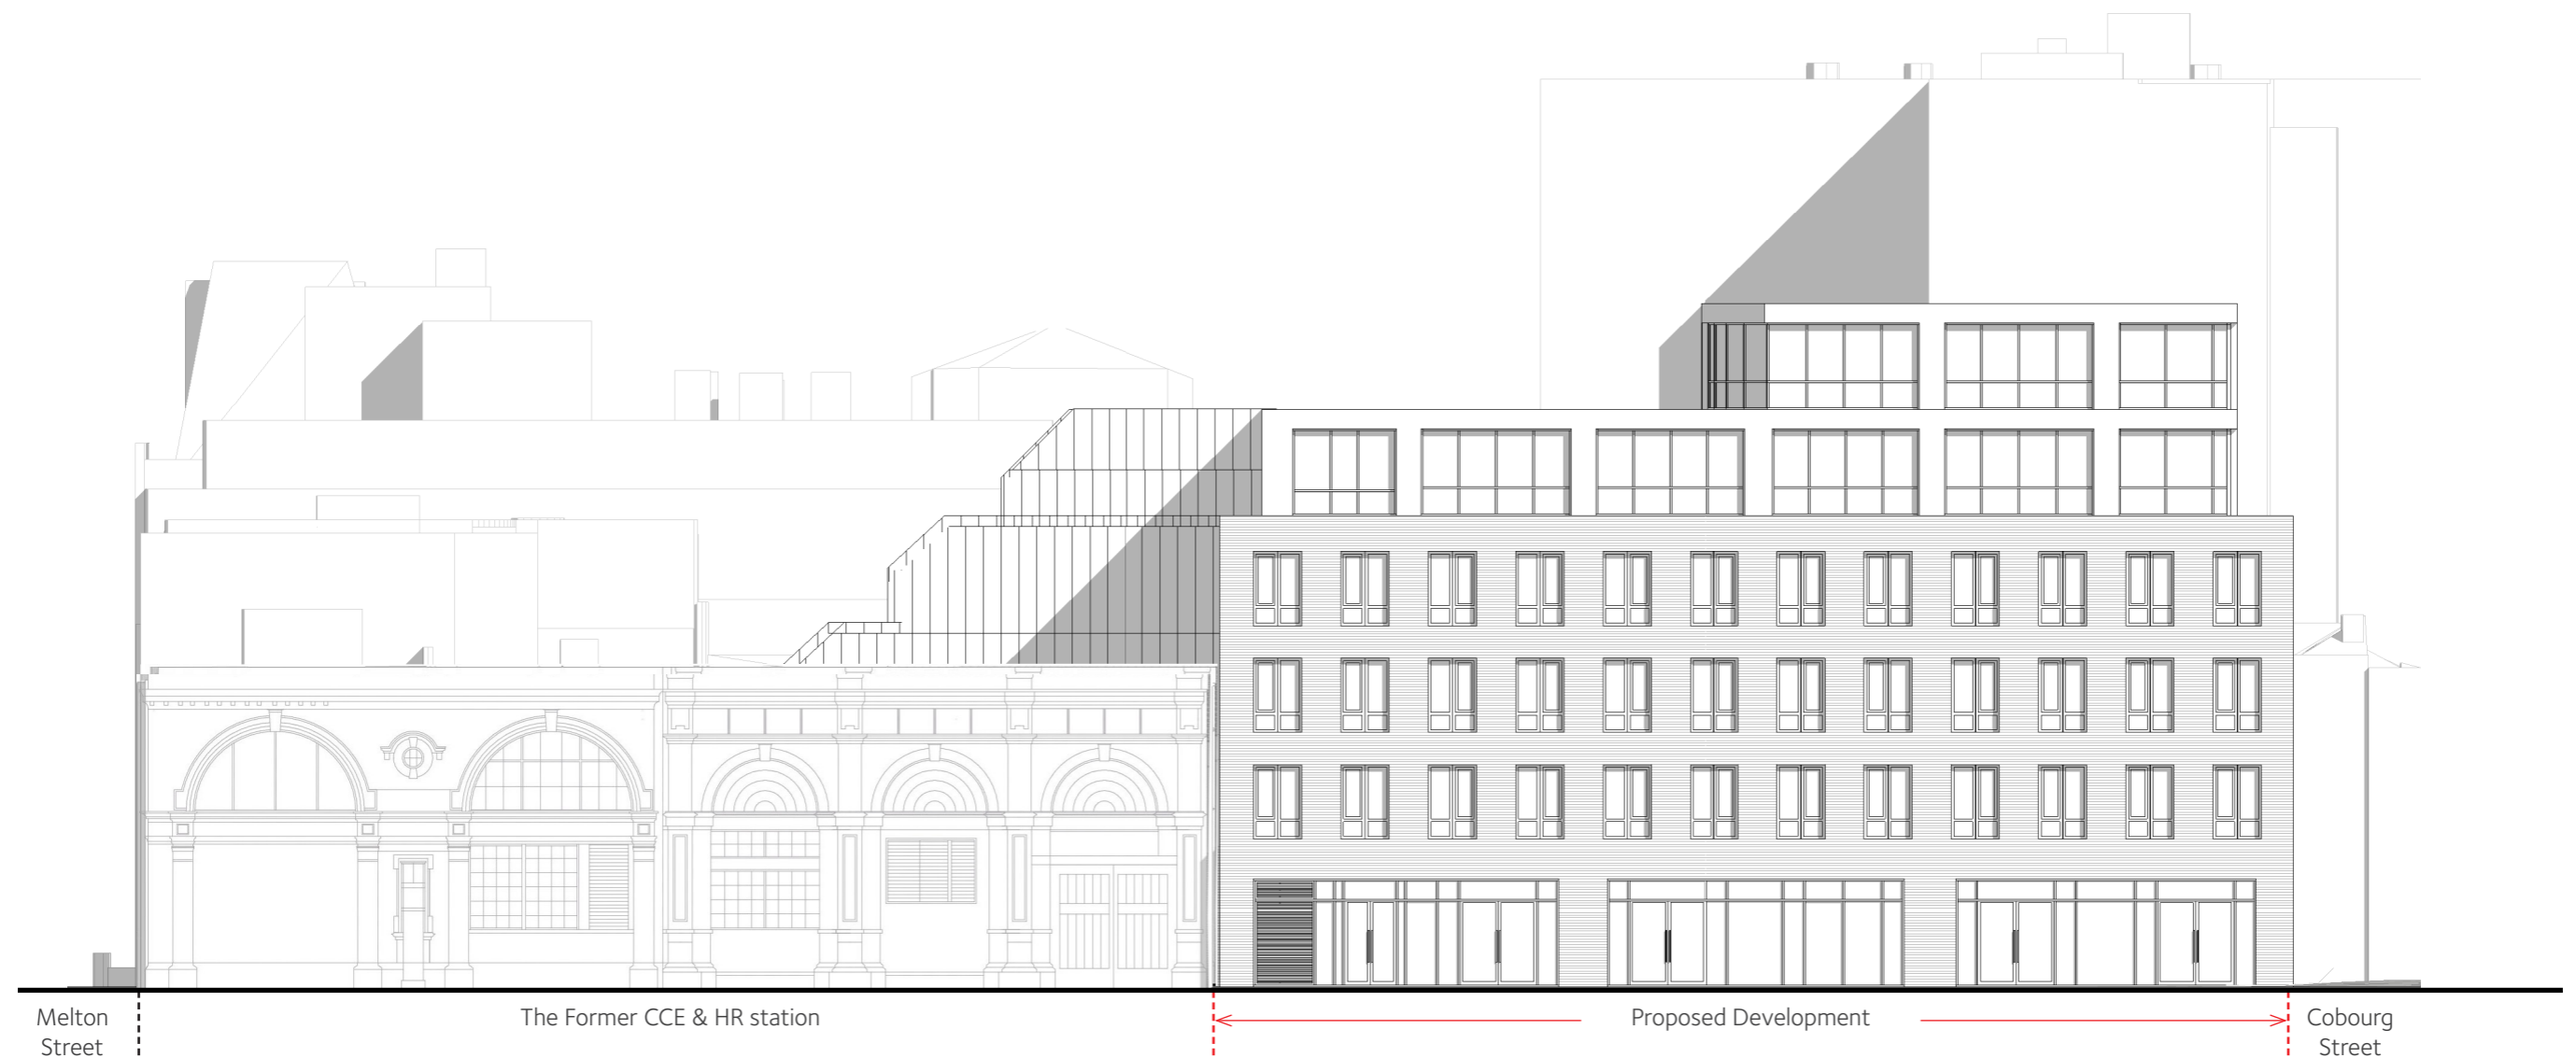 Melton
Street
The Former CCE & HR station
Proposed Development
Cobourg
Street